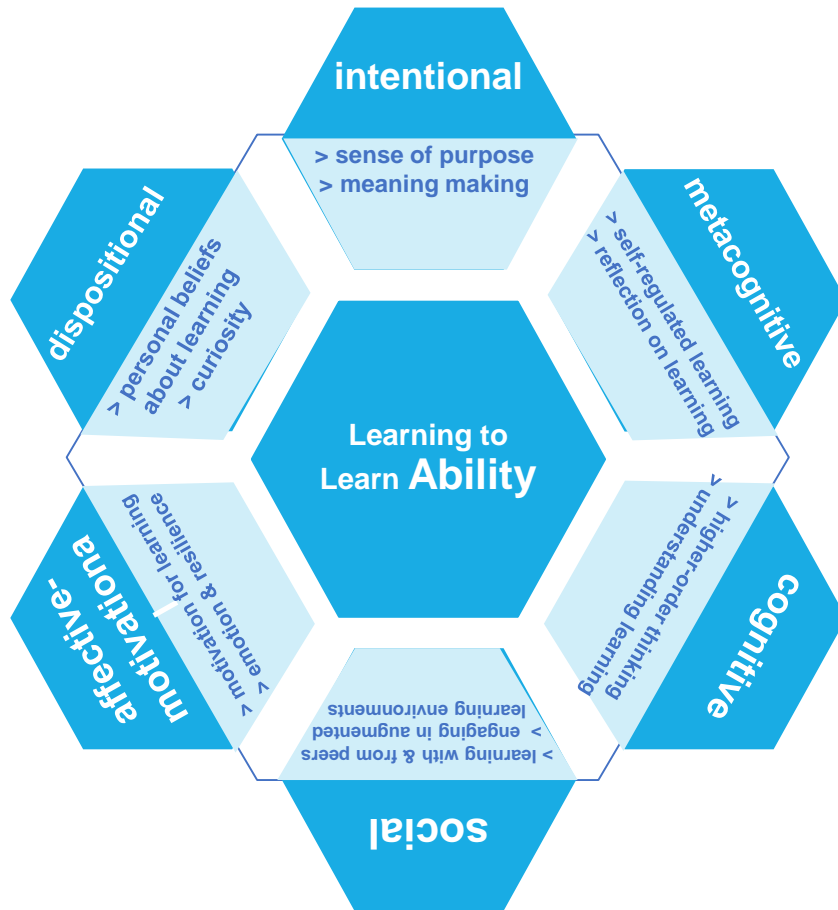 intentional
> sense of purpose
> meaning making
metacognitive
> self-regulated learning
> reflection on learning
cognitive
> higher-order thinking
> understanding learning
social
> learning with & from peers
> engaging in augmented
learning environments
affective-
motivationa
> motivation for learning
> emotion & resilience
dispositional
> personal beliefs
about learning
> curiosity
Learning to
Learn Ability